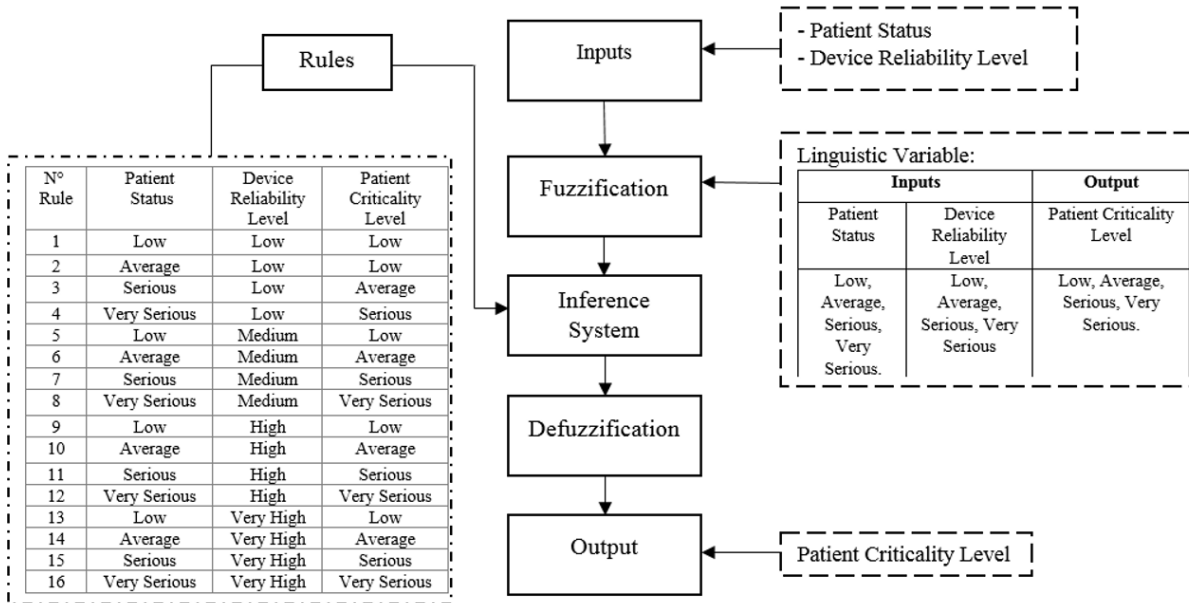 Rules
Inputs
- Patient Status
- Device Reliability Level
Fuzzification
Linguistic Variable:
Inputs Output
Patient Device Patient Criticality
Status Reliability Level
Level
Low, Low, Low, Average,
Average, Average, Serious, Very
Serious, Serious, Very Serious.
Very Serious
Serious.
N° Patient Device Patient
Rule Status Reliability Criticality
Level Level
1 Low Low Low
2 Average Low Low
3 Serious Low Average
4 Very Serious Low Serious
5 Low Medium Low
6 Average Medium Average
7 Serious Medium Serious
8 Very Serious Medium Very Serious
9 Low High Low
10 Average High Average
11 Serious High Serious
12 Very Serious High Very Serious
13 Low Very High Low
14 Average Very High Average
15 Serious Very High Serious
16 Very Serious Very High Very Serious
Inference
System
Defuzzification
Output
Patient Criticality Level